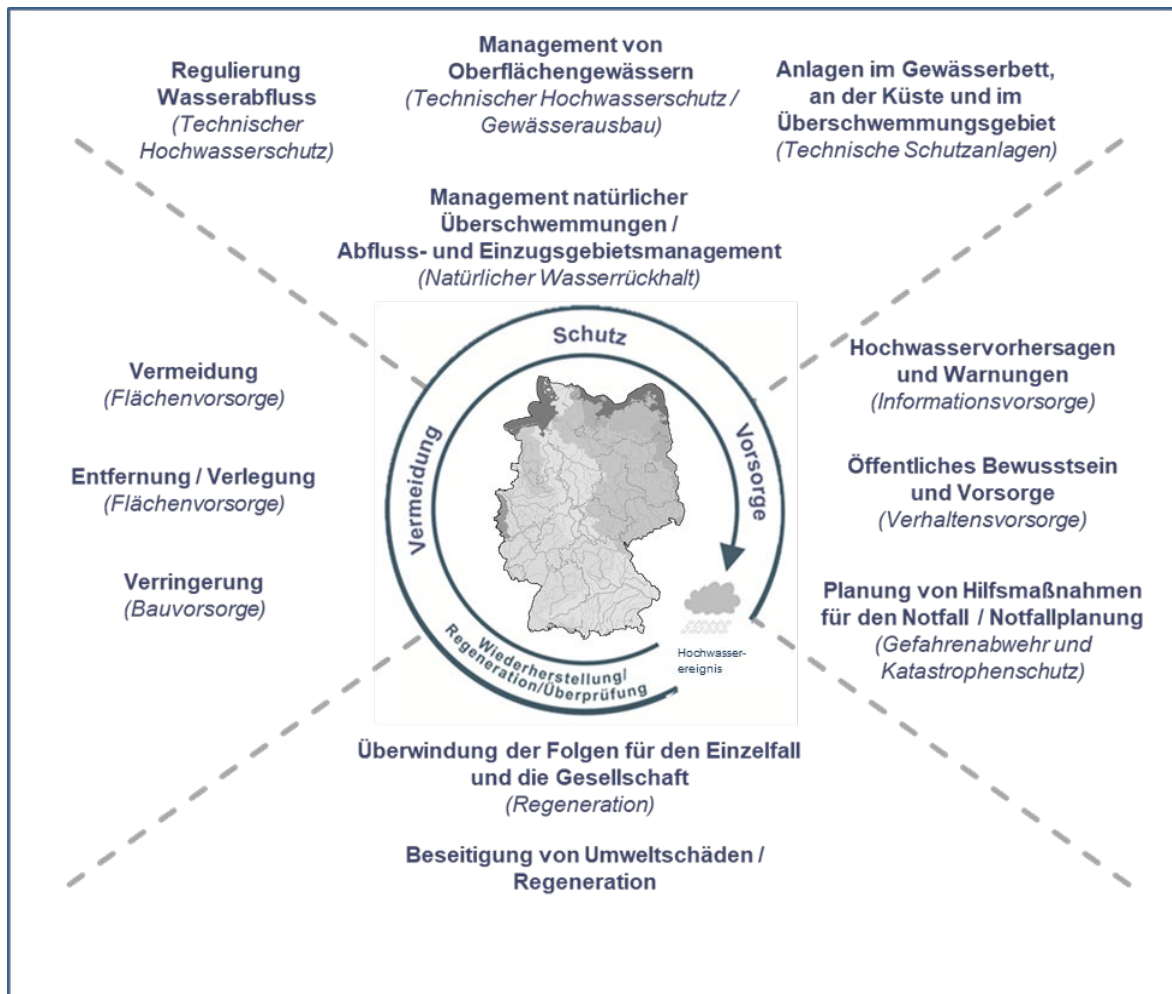 Regulierung
Wasserabfluss
(Technischer
Hochwasserschutz)
Management von
Oberflächengewässern
(Technischer Hochwasserschutz /
Gewässerausbau)
Anlagen im Gewässerbett,
an der Küste und im
Überschwemmungsgebiet
(Technische Schutzanlagen)
Management natürlicher
Überschwemmungen /
Abfluss- und Einzugsgebietsmanagement
(Natürlicher Wasserrückhalt)
Schutz
Vermeidung
(Flächenvorsorge)
Entfernung / Verlegung
(Flächenvorsorge)
Verringerung
(Bauvorsorge)
Vermeidung
Vorsorge
Hochwasservorhersagen
und Warnungen
(Informationsvorsorge)
Öffentliches Bewusstsein
und Vorsorge
(Verhaltensvorsorge)
Planung von Hilfsmaßnahmen
für den Notfall / Notfallplanung
(Gefahrenabwehr und
Katastrophenschutz)
Hochwasser-
ereignis
Wiederherstellung/
Regeneration/Überprüfung
Überwindung der Folgen für den Einzelfall
und die Gesellschaft
(Regeneration)
Beseitigung von Umweltschäden /
Regeneration